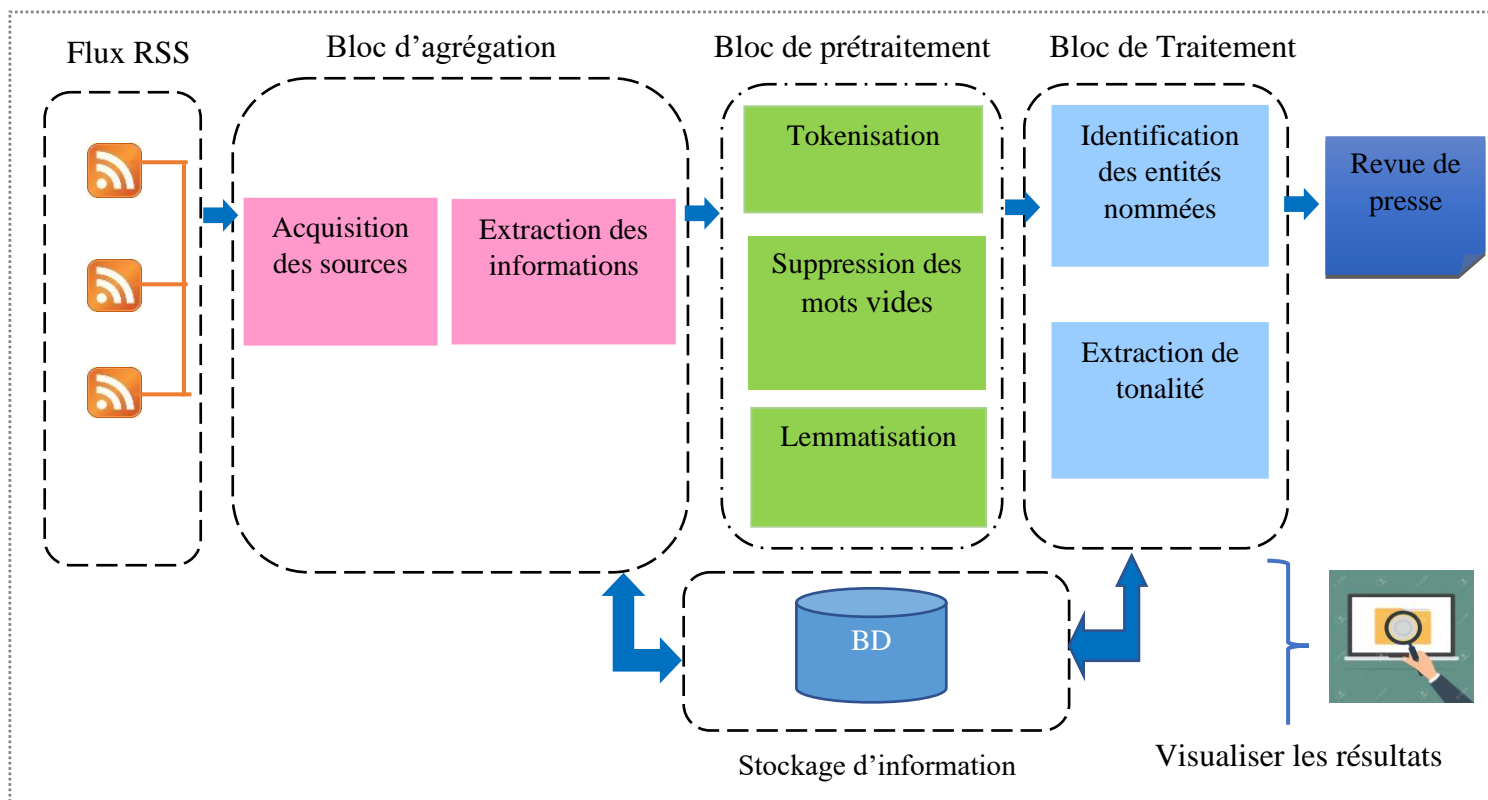 Flux RSS
Bloc d’agrégation
Bloc de prétraitement
Bloc de Traitement
Acquisition
des sources
Extraction des
informations
Tokenisation
Suppression des
mots vides
Lemmatisation
Identification
des entités
nommées
Extraction de
tonalité
Revue de
presse
BD
Stockage d’information
Visualiser les résultats